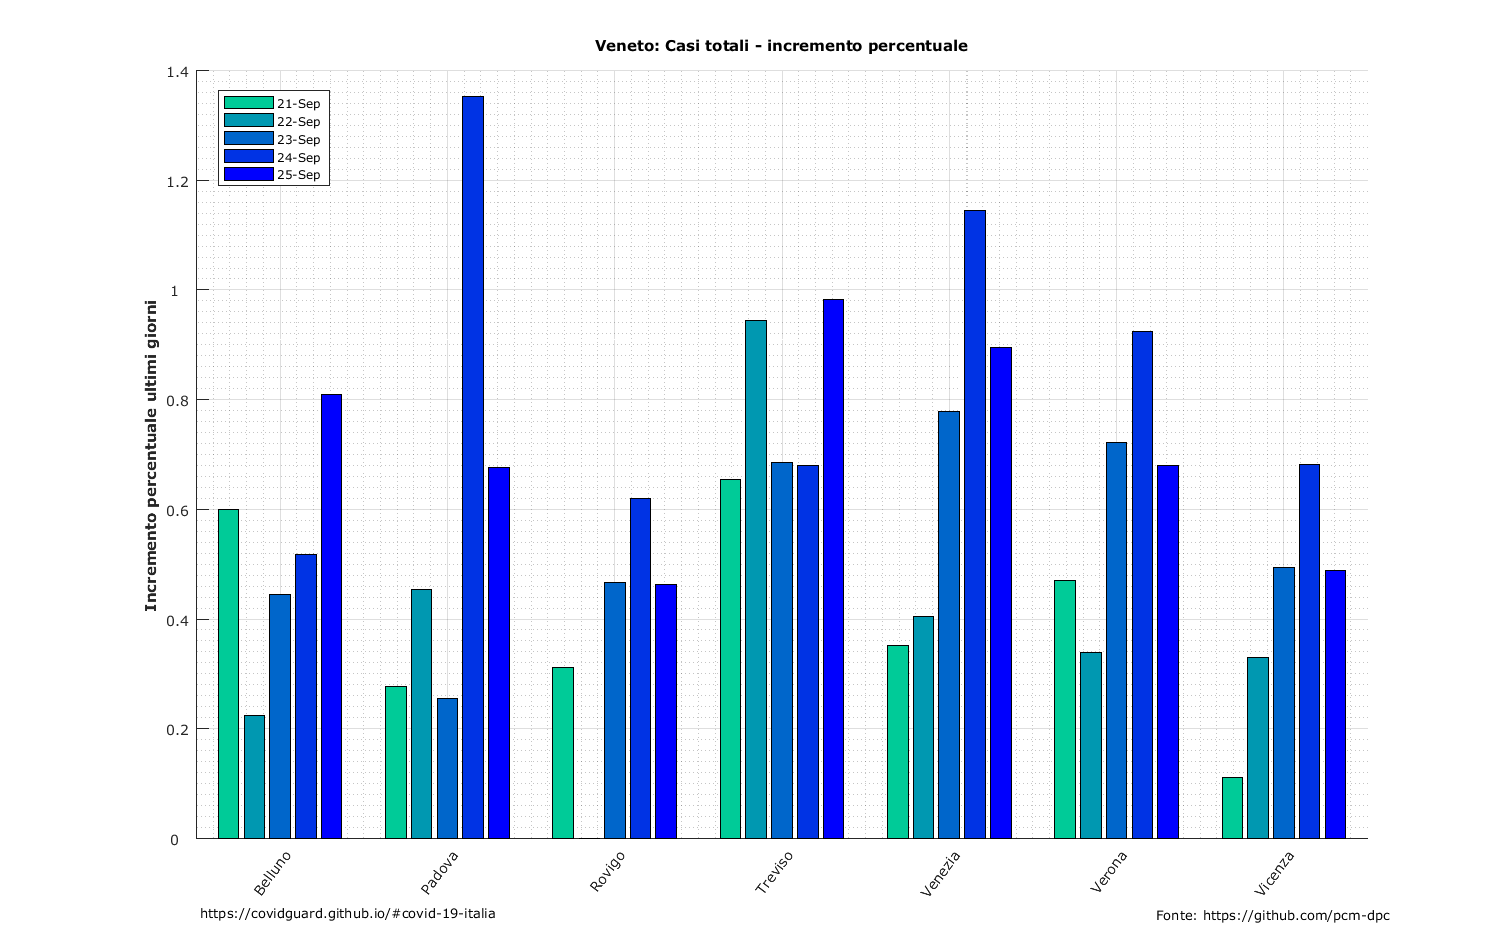 Veneto: Casi totali - incremento percentuale
1.4
1.2
1
0.8
0.6
0.4
0.2
0
Incremento percentuale ultimi giorni
21-Sep
22-Sep
23-Sep
24-Sep
25-Sep
Belluno
Padova
Rovigo
Treviso
Venezia
Verona
Vicenza
https://covidguard.github.io/#covid-19-italia
Fonte: https://github.com/pcm-dpc